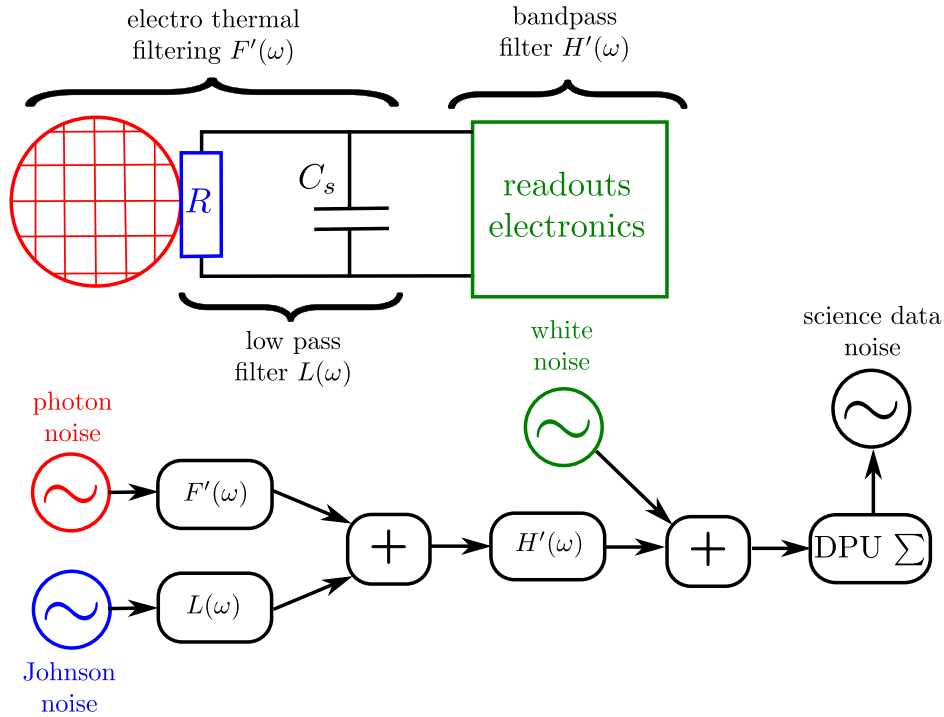 electro thermal
filtering F′(ω)
bandpass
filter H′(ω)
R
C_s
readouts
electronics
low pass
filter L(ω)
white
noise
science data
noise
photon
noise
F′(ω)
H′(ω)
DPU ∑
L(ω)
Johnson
noise